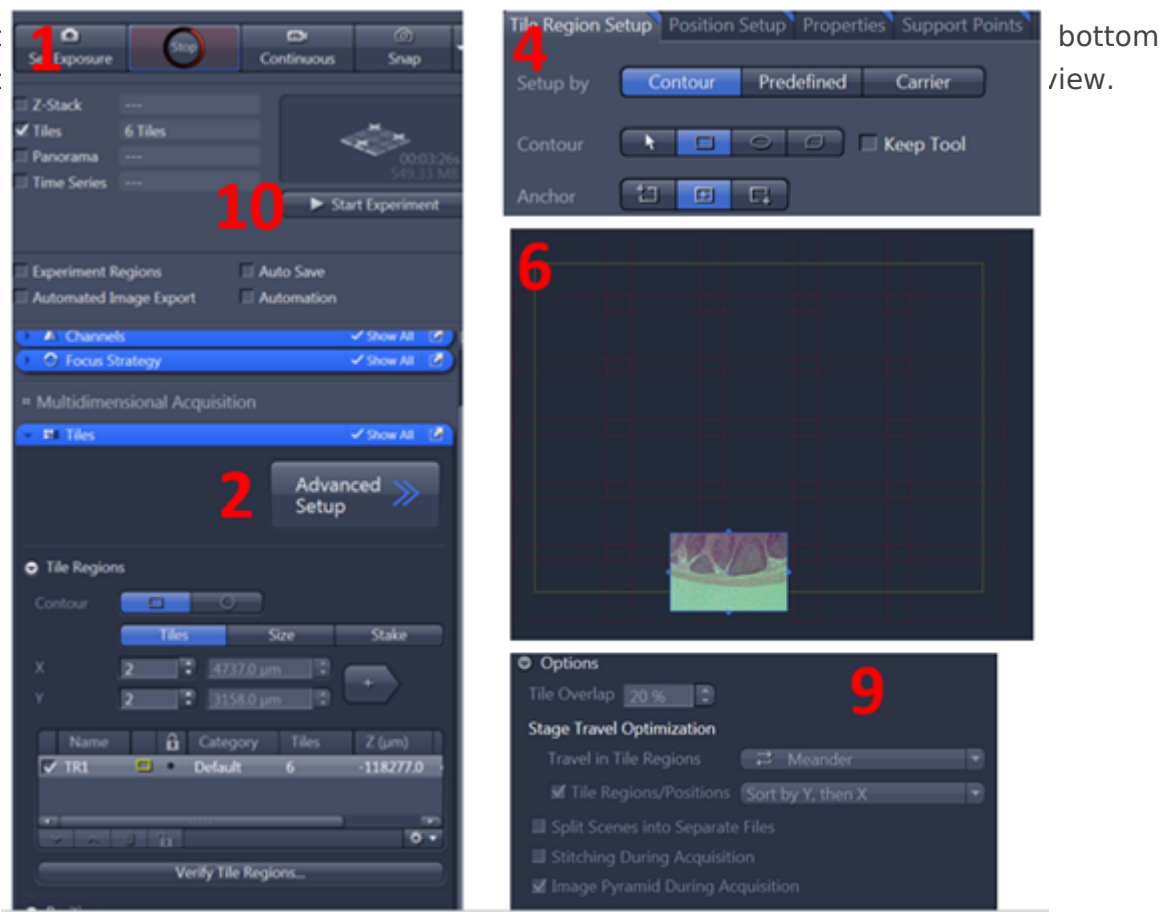 1
Set Exposure
Stop
Continuous
Snap
Z-Stack ---
Tiles 6 Tiles
Panorama ---
Time Series ---
00:03:26s
549.33 MB
10
Start Experiment
Experiment Regions
Auto Save
Automated Image Export
Automation
Channels Show All
Focus Strategy Show All
Multidimensional Acquisition
Tiles Show All
2
Advanced
Setup
Tile Regions
Contour
Tiles Size Stake
X 2 4737.0 µm
Y 2 3158.0 µm
+
Name Category Tiles Z (µm)
TR1 Default 6 -118277.0
Verify Tile Regions...
Tile Region Setup Position Setup Properties Support Points
4
Setup by Contour Predefined Carrier
Contour Keep Tool
Anchor
bottom
view.
6
Options
9
Tile Overlap 20 %
Stage Travel Optimization
Travel in Tile Regions Meander
Tile Regions/Positions Sort by Y, then X
Split Scenes into Separate Files
Stitching During Acquisition
Image Pyramid During Acquisition